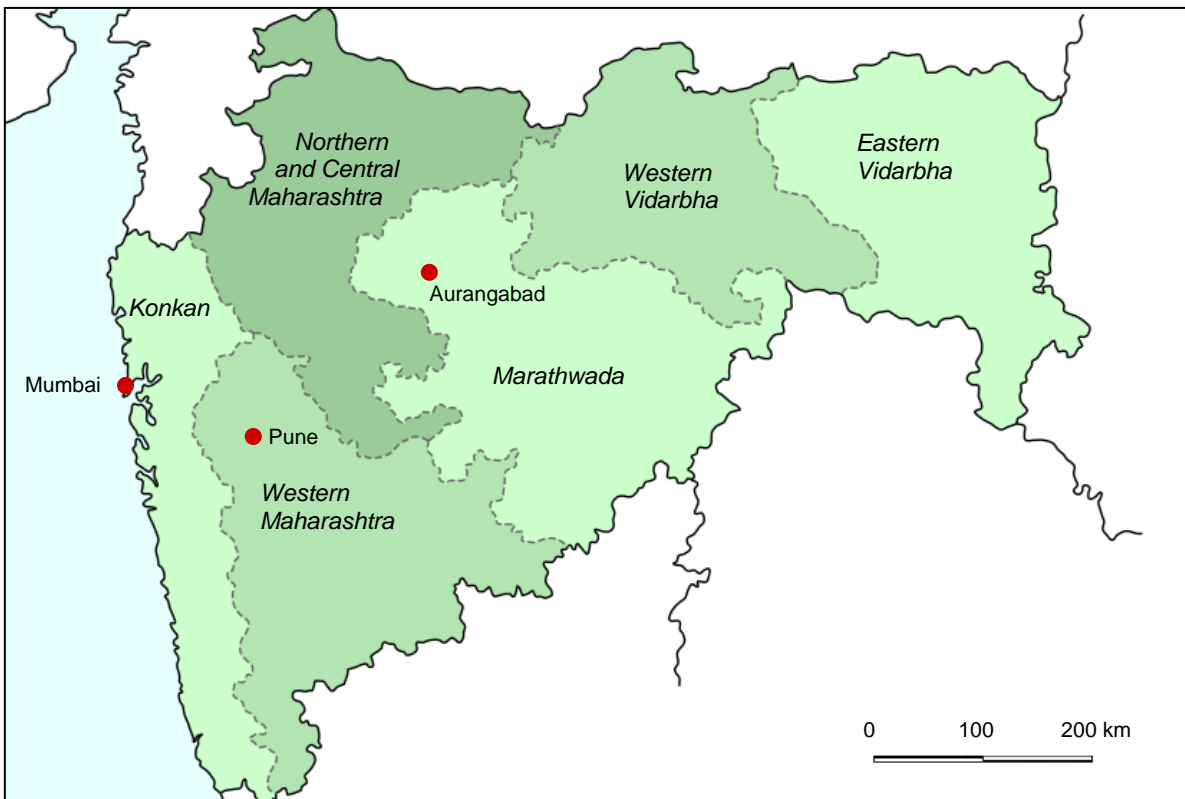 Northern
and Central
Maharashtra
Eastern
Vidarbha
Western
Vidarbha
Aurangabad
Konkan
Marathwada
Mumbai
Pune
Western
Maharashtra
0 100 200 km